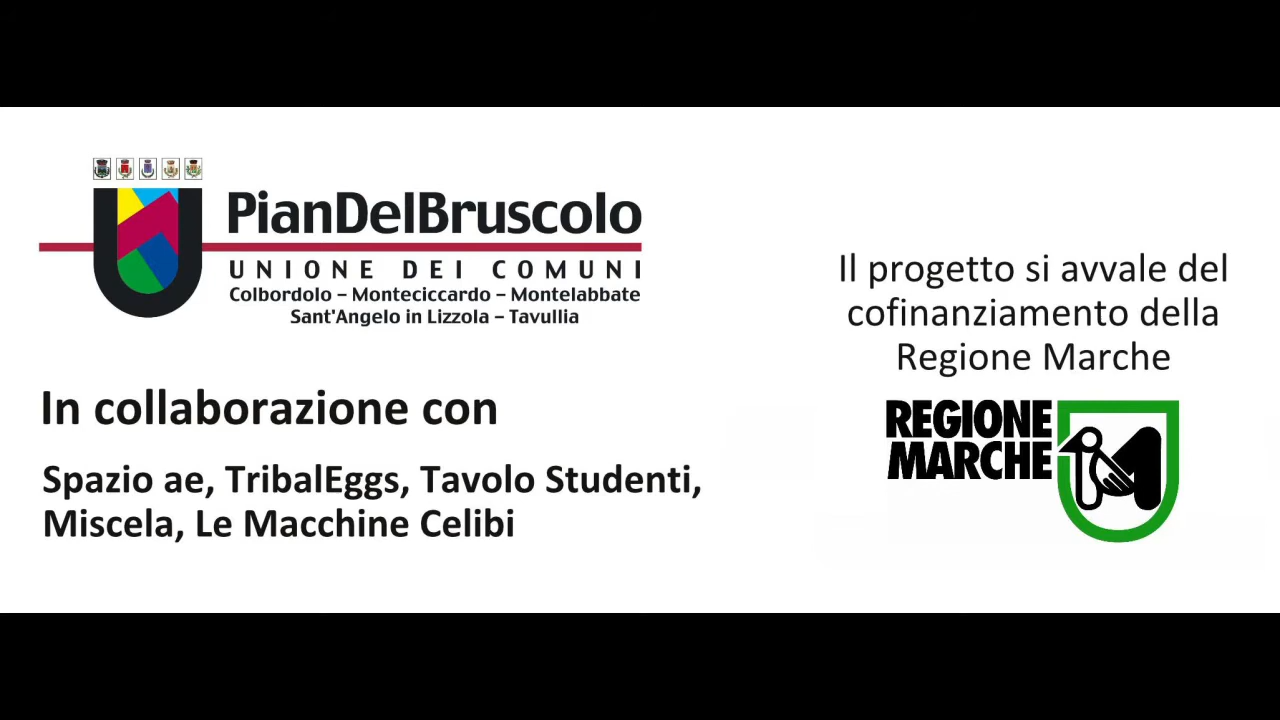 PianDelBruscolo
UNIONE DEI COMUNI
Colbordolo – Monteciccardo – Montelabbate
Sant'Angelo in Lizzola – Tavullia
In collaborazione con
Spazio ae, TribalEggs, Tavolo Studenti,
Miscela, Le Macchine Celibi
Il progetto si avvale del
cofinanziamento della
Regione Marche
REGIONE
MARCHE